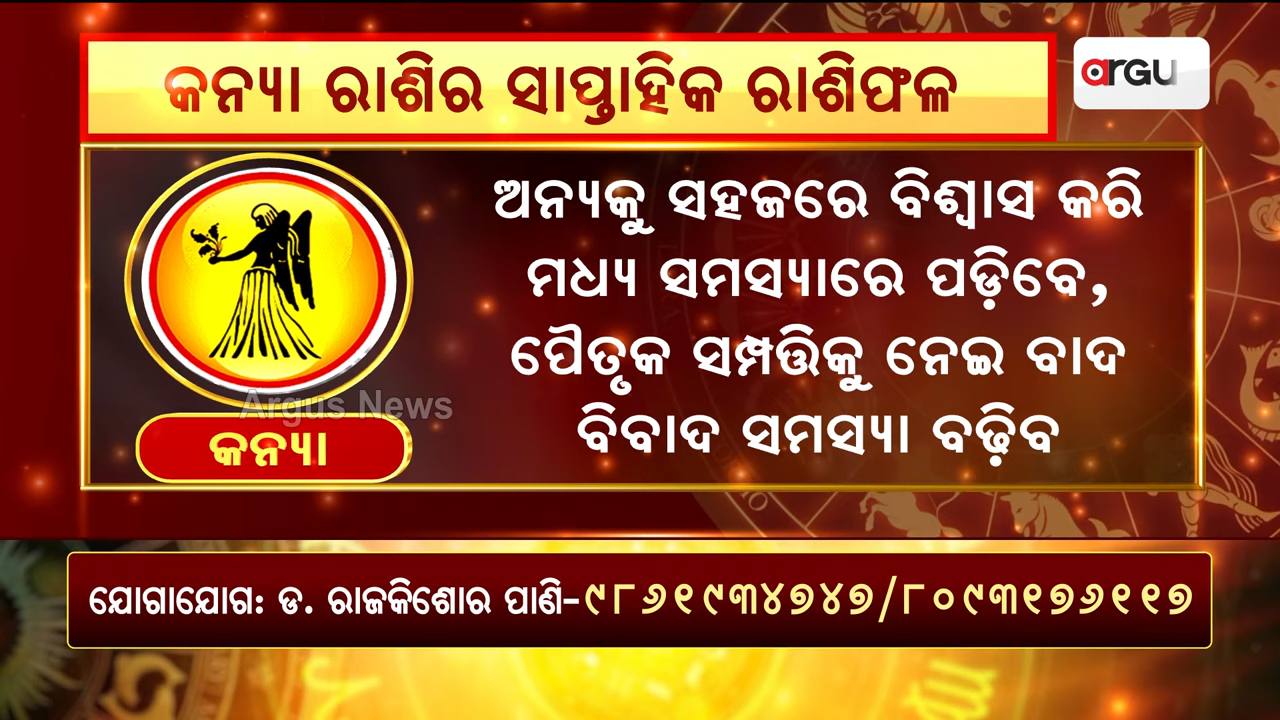 କନ୍ୟା ରାଶିର ସାପ୍ତାହିକ ରାଶିଫଳ
ARGU
ଅନ୍ୟକୁ ସହଜରେ ବିଶ୍ୱାସ କରି
ମଧ୍ୟ ସମସ୍ୟାରେ ପଡ଼ିବେ,
ପୈତୃକ ସମ୍ପତ୍ତିକୁ ନେଇ ବାଦ
ବିବାଦ ସମସ୍ୟା ବଢ଼ିବ
Argus News
କନ୍ୟା
ଯୋଗାଯୋଗ: ଡ. ରାଜକିଶୋର ପାଣି-୯୮୬୧୯୩୪୭୪୭/୮୦୯୩୧୭୬୧୧୭